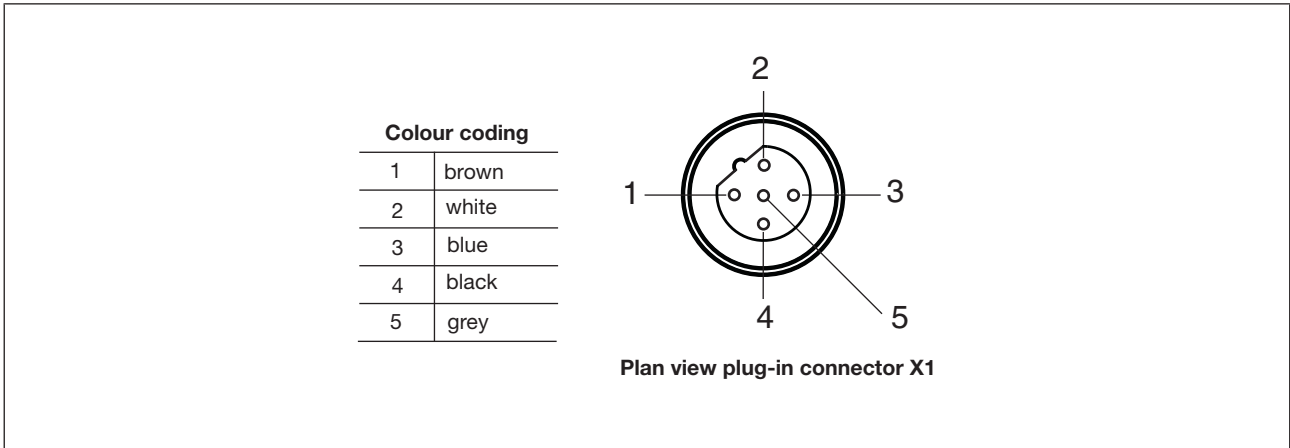 Colour coding
1 brown
2 white
3 blue
4 black
5 grey
2
1
3
4
5
Plan view plug-in connector X1